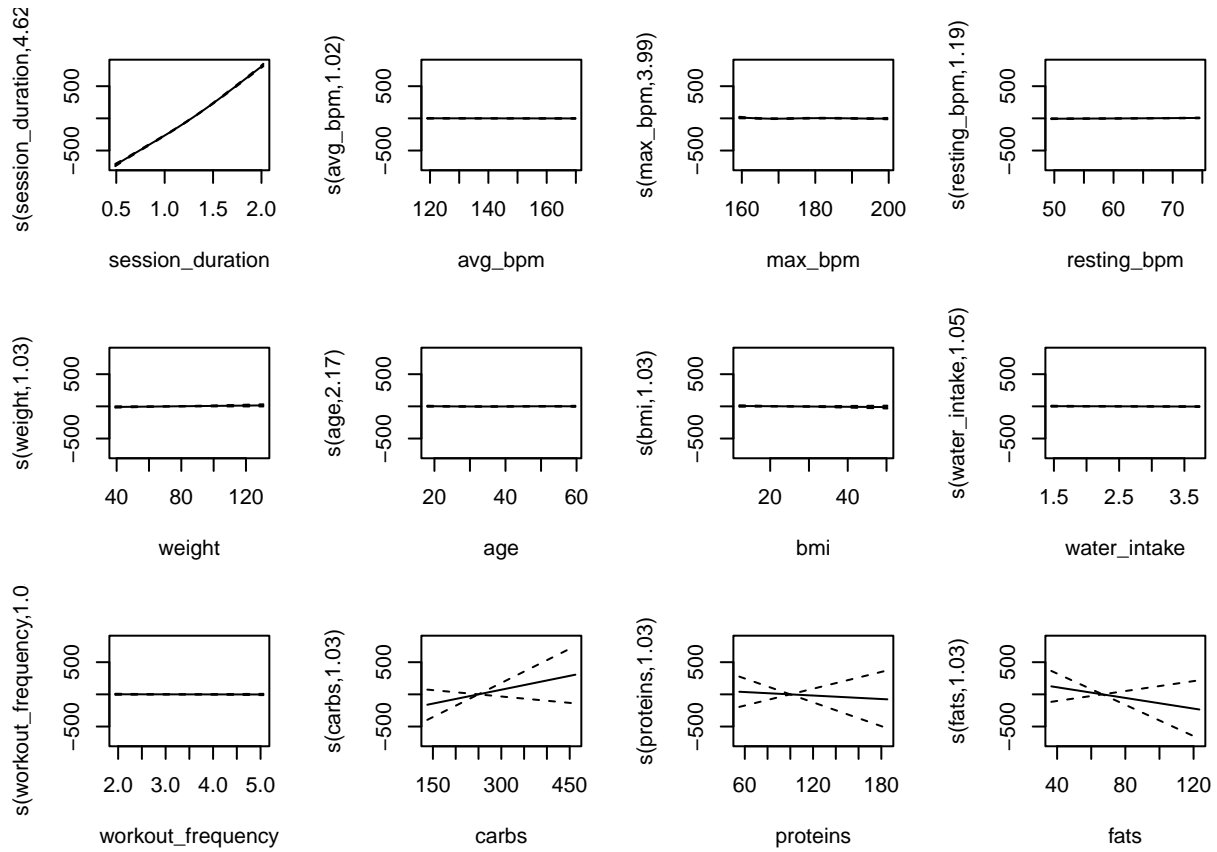 s(session_duration,4.62
−500
500
0.5 1.0 1.5 2.0
session_duration
s(avg_bpm,1.02)
−500
500
120 140 160
avg_bpm
s(max_bpm,3.99)
−500
500
160 180 200
max_bpm
s(resting_bpm,1.19)
−500
500
50 60 70
resting_bpm
s(weight,1.03)
−500
500
40 80 120
weight
s(age,2.17)
−500
500
20 40 60
age
s(bmi,1.03)
−500
500
20 40
bmi
s(water_intake,1.05)
−500
500
1.5 2.5 3.5
water_intake
s(workout_frequency,1.0
−500
500
2.0 3.0 4.0 5.0
workout_frequency
s(carbs,1.03)
−500
500
150 300 450
carbs
s(proteins,1.03)
−500
500
60 120 180
proteins
s(fats,1.03)
−500
500
40 80 120
fats